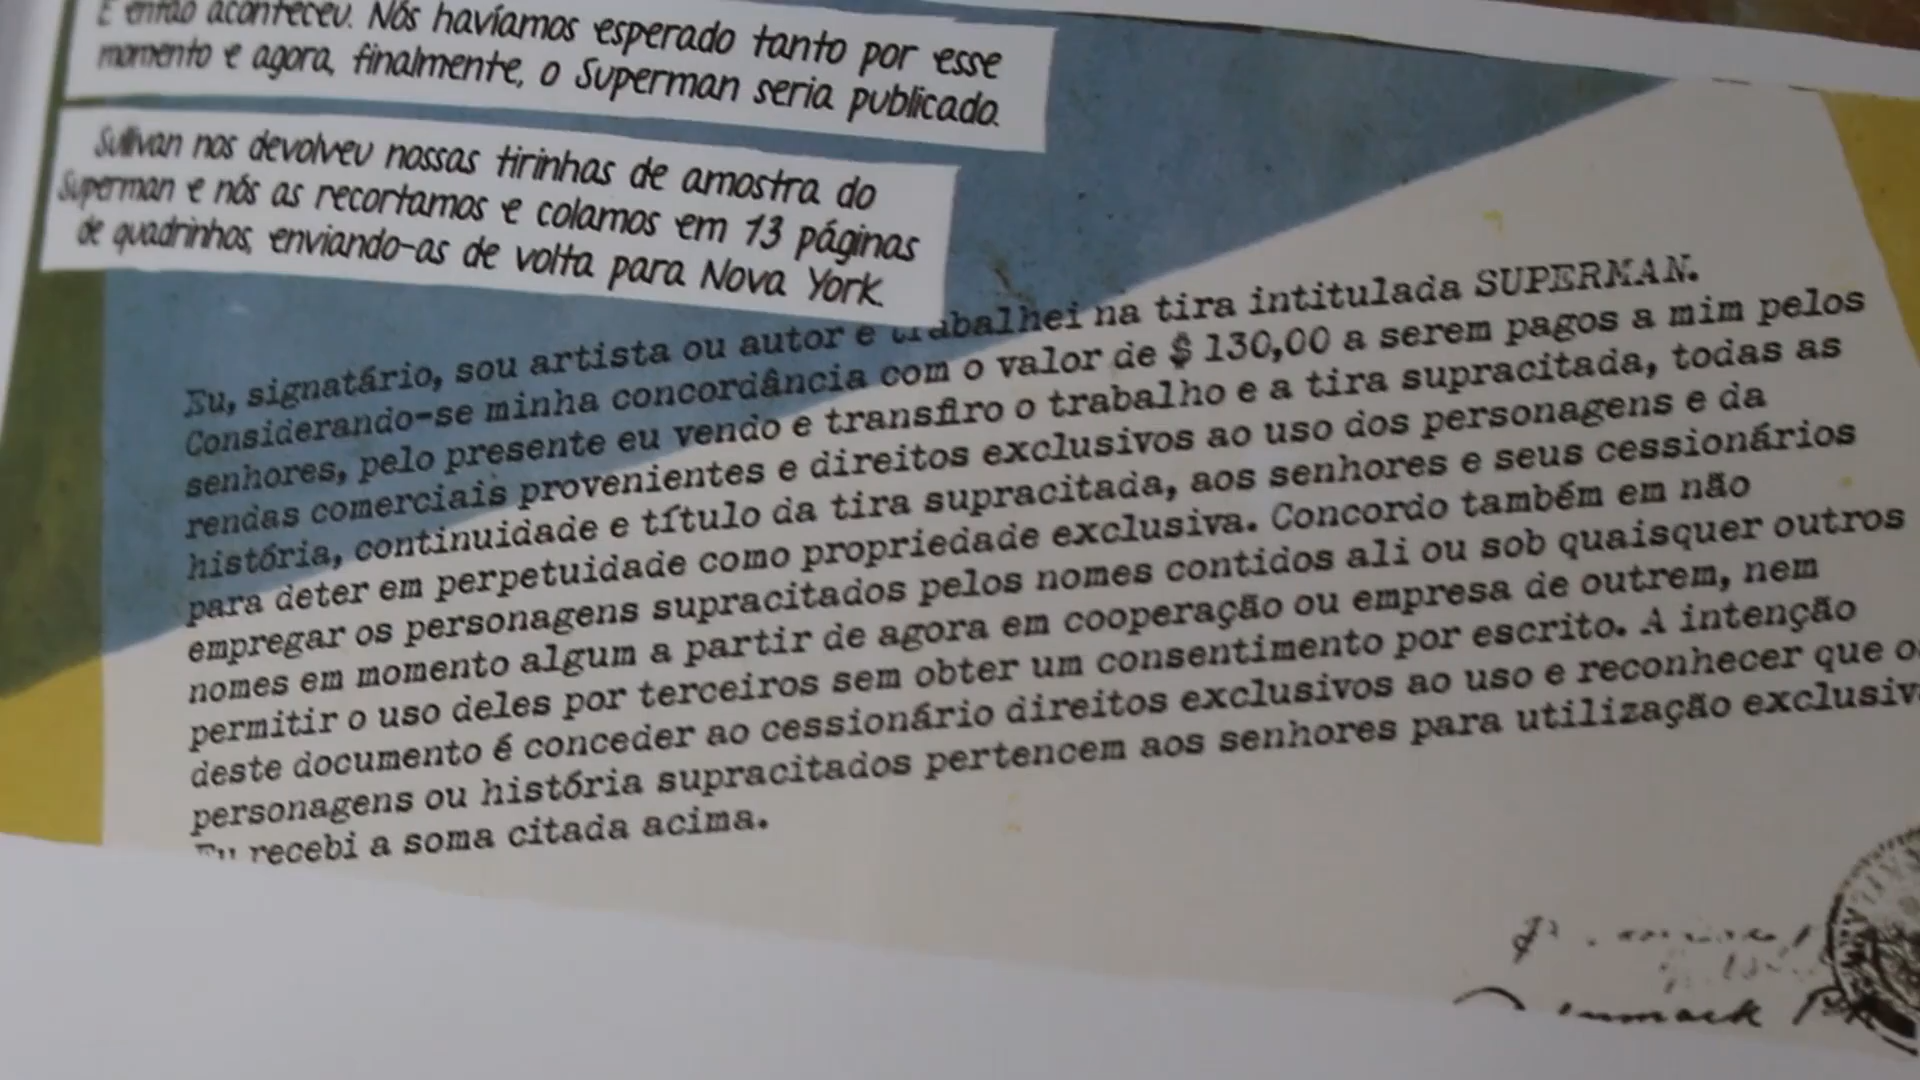 E então aconteceu. Nós havíamos esperado tanto por esse
momento e agora, finalmente, o Superman seria publicado.
Sullivan nos devolveu nossas tirinhas de amostra do
Superman e nós as recortamos e colamos em 13 páginas
de quadrinhos, enviando-as de volta para Nova York.
Eu, signatário, sou artista ou autor e trabalhei na tira intitulada SUPERMAN.
Considerando-se minha concordância com o valor de $ 130,00 a serem pagos a mim pelos
senhores, pelo presente eu vendo e transfiro o trabalho e a tira supracitada, todas as
rendas comerciais provenientes e direitos exclusivos ao uso dos personagens e da
história, continuidade e título da tira supracitada, aos senhores e seus cessionários
para deter em perpetuidade como propriedade exclusiva. Concordo também em não
empregar os personagens supracitados pelos nomes contidos ali ou sob quaisquer outros
nomes em momento algum a partir de agora em cooperação ou empresa de outrem, nem
permitir o uso deles por terceiros sem obter um consentimento por escrito. A intenção
deste documento é conceder ao cessionário direitos exclusivos ao uso e reconhecer que o
personagens ou história supracitados pertencem aos senhores para utilização exclusiv
Eu recebi a soma citada acima.